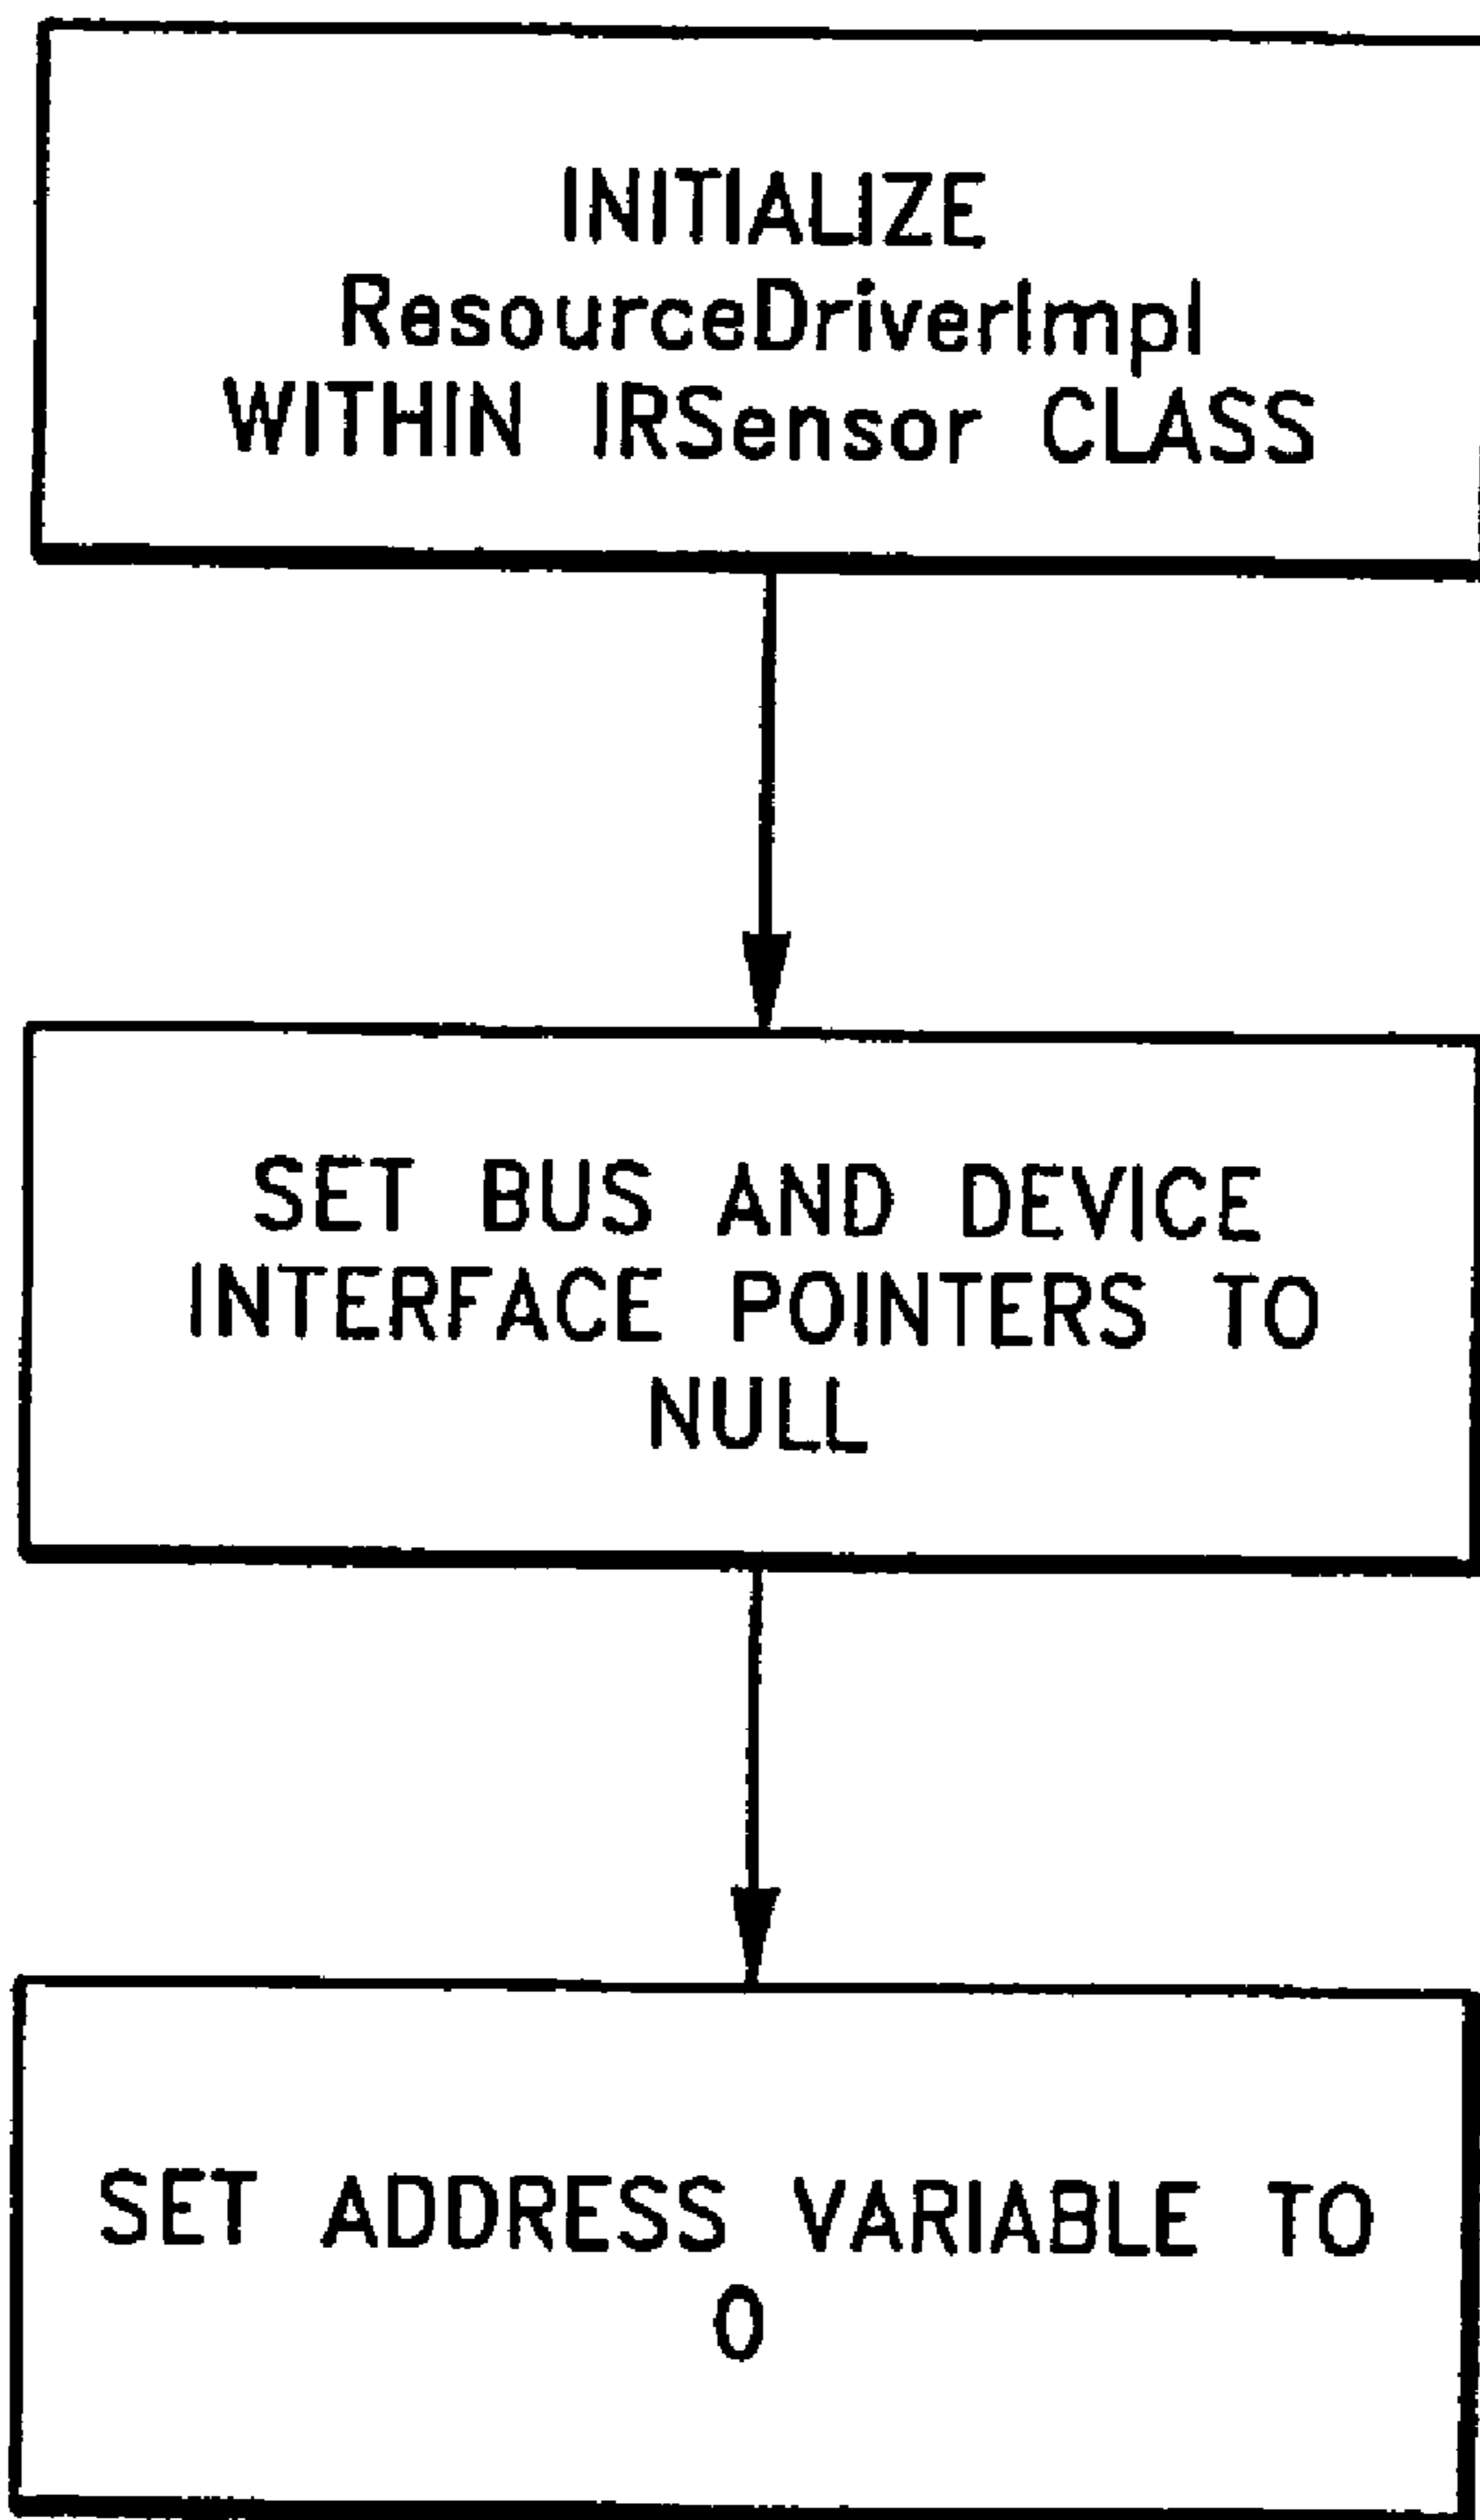 INITIALIZE
ResourceDriverImpl
WITHIN IRSensor CLASS
SET BUS AND DEVICE
INTERFACE POINTERS TO
NULL
SET ADDRESS VARIABLE TO
0